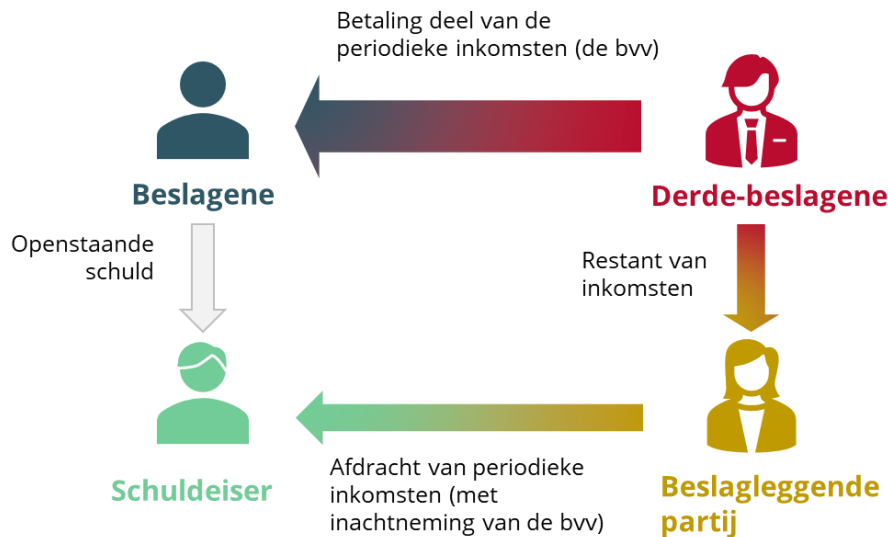 Betaling deel van de
periodieke inkomsten (de bvv)
Beslagene
Derde-beslagene
Openstaande
schuld
Restant van
inkomsten
Schuldeiser
Afdracht van periodieke
inkomsten (met
inachtneming van de bvv)
Beslagleggende
partij